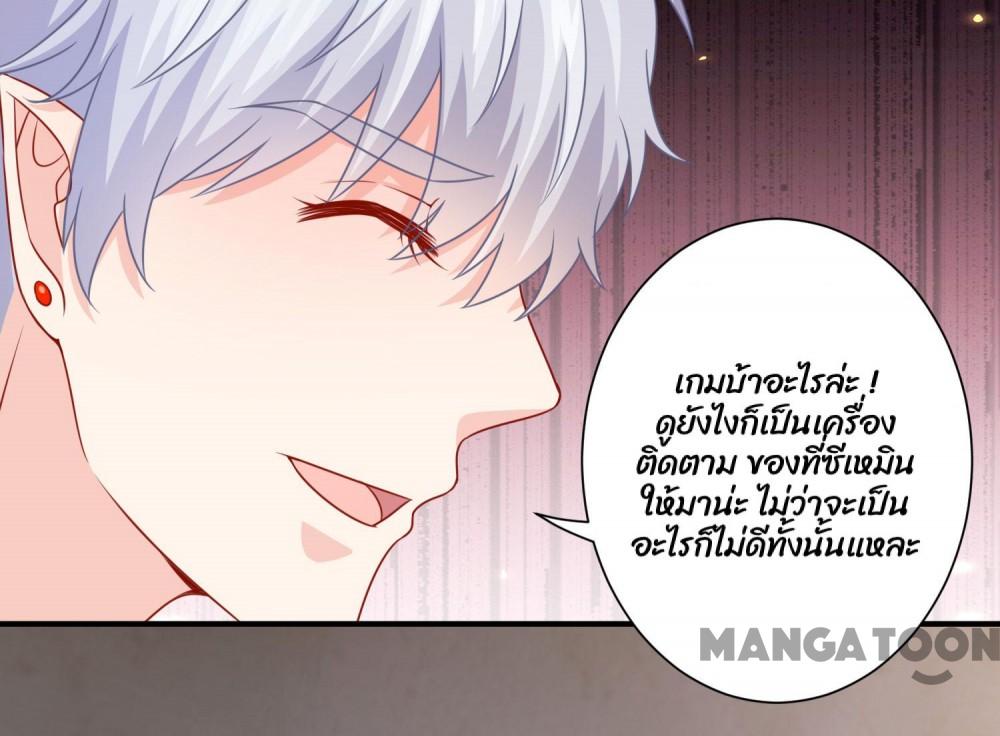 เกมบ้าอะไรล่ะ !
ดูยังไงก็เป็นเครื่อง
ติดตาม ของที่ซีเหมิน
ให้มาน่ะ ไม่ว่าจะเป็น
อะไรก็ไม่ดีทั้งนั้นแหละ
MANGATOON